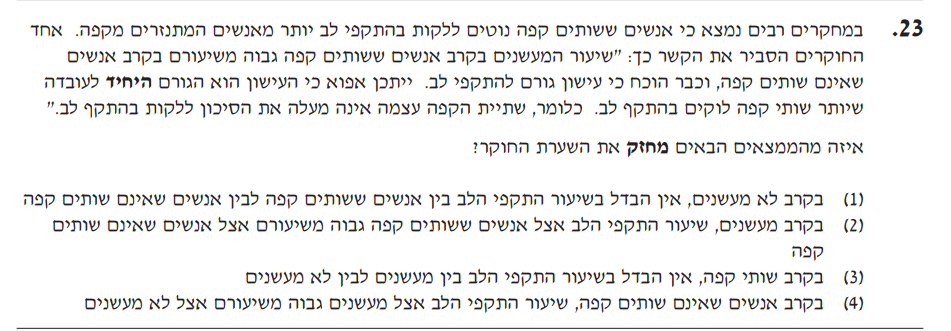 23. במחקרים רבים נמצא כי אנשים ששותים קפה נוטים ללקות בהתקפי לב יותר מאנשים המתנזרים מקפה. אחד
החוקרים הסביר את הקשר כך: "שיעור המעשנים בקרב אנשים ששותים קפה גבוה משיעורם בקרב אנשים
שאינם שותים קפה, וכבר הוכח כי עישון גורם להתקפי לב. ייתכן אפוא כי העישון הוא הגורם היחיד לעובדה
שיותר שותי קפה לוקים בהתקף לב. כלומר, שתיית הקפה עצמה אינה מעלה את הסיכון ללקות בהתקף לב."
איזה מהממצאים הבאים מחזק את השערת החוקר?
(1) בקרב לא מעשנים, אין הבדל בשיעור התקפי הלב בין אנשים ששותים קפה לבין אנשים שאינם שותים קפה
(2) בקרב מעשנים, שיעור התקפי הלב אצל אנשים ששותים קפה גבוה משיעורם אצל אנשים שאינם שותים
קפה
(3) בקרב שותי קפה, אין הבדל בשיעור התקפי הלב בין מעשנים לבין לא מעשנים
(4) בקרב אנשים שאינם שותים קפה, שיעור התקפי הלב אצל מעשנים גבוה משיעורם אצל לא מעשנים